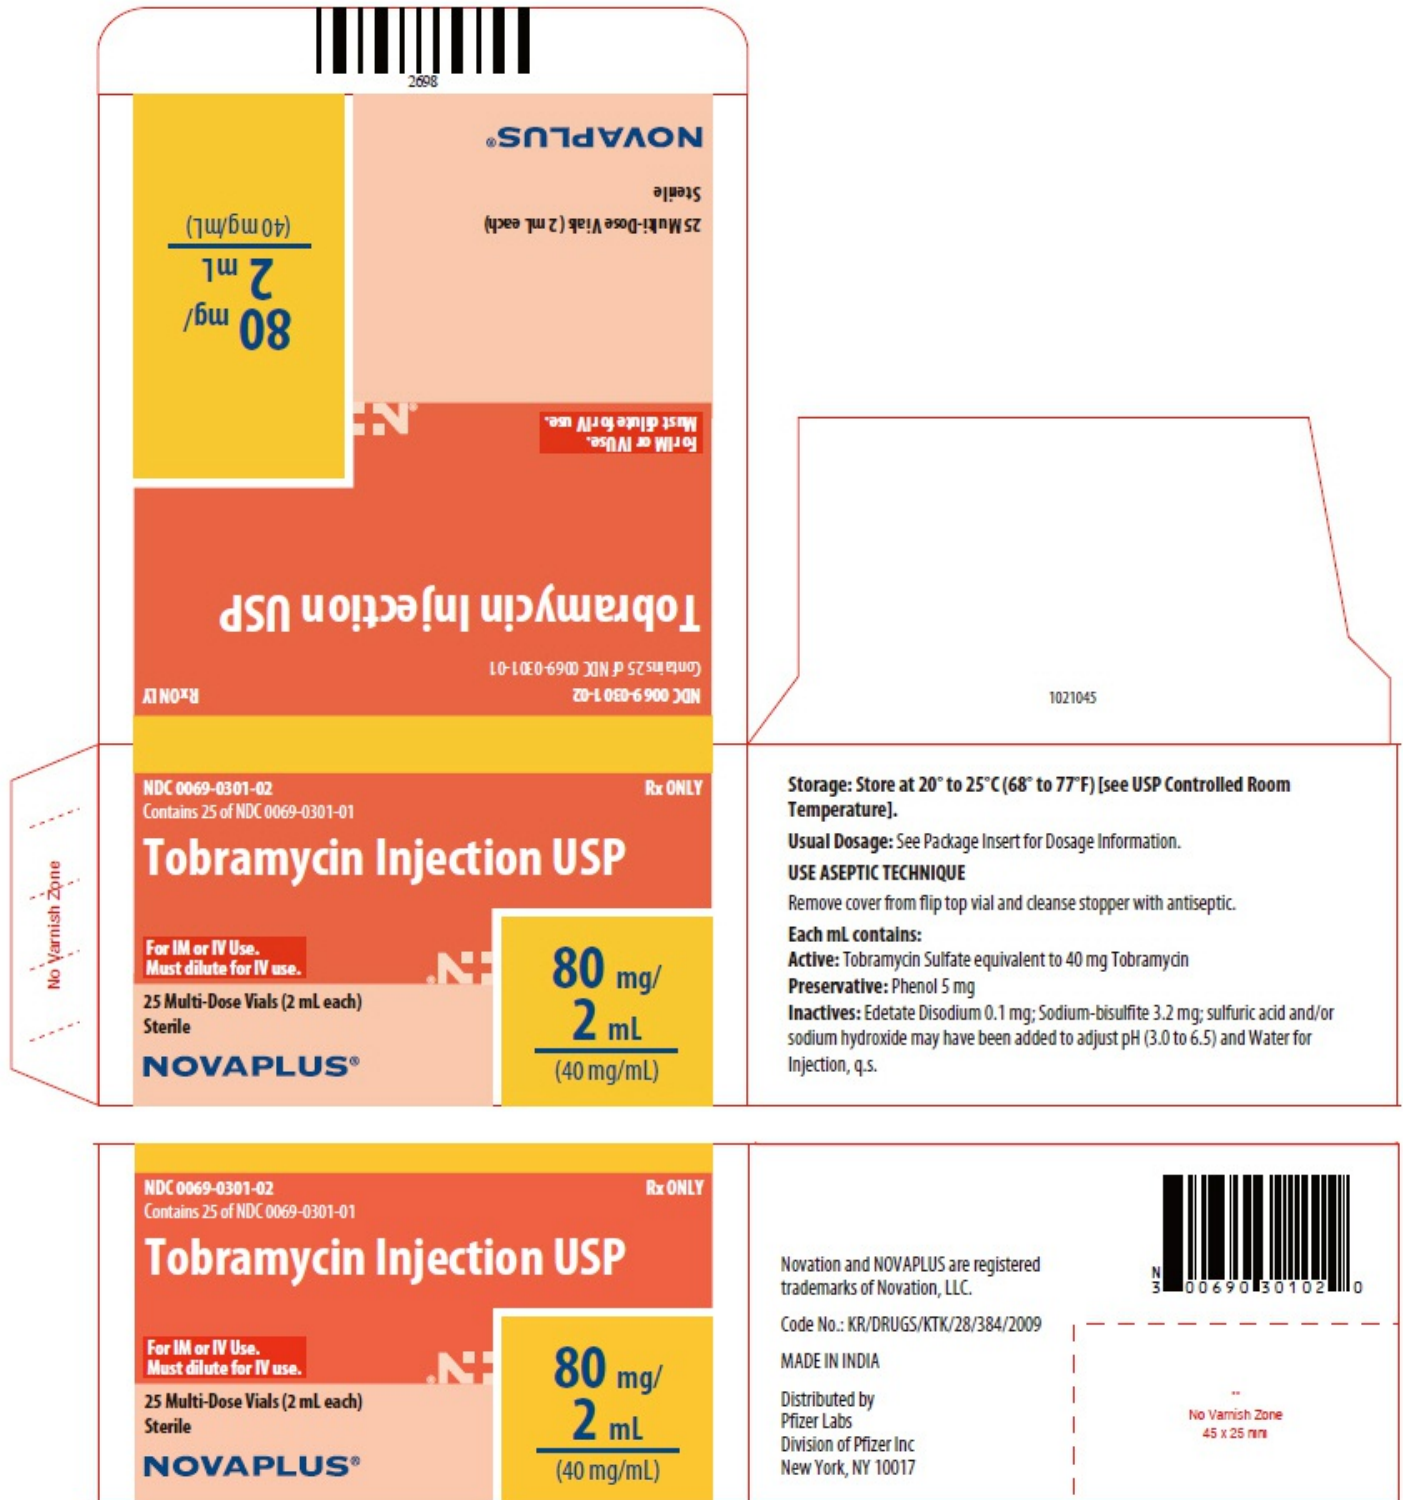 2698
NDC 0069-0301-02
Rx ONLY
Contains 25 of NDC 0069-0301-01
Tobramycin Injection USP
For IM or IV Use.
Must dilute for IV use.
N®
25 Multi-Dose Vials (2 mL each)
Sterile
NOVAPLUS®
80 mg/
2 mL
(40 mg/mL)
1021045
No Varnish Zone
NDC 0069-0301-02
Rx ONLY
Contains 25 of NDC 0069-0301-01
Tobramycin Injection USP
For IM or IV Use.
Must dilute for IV use.
N®
25 Multi-Dose Vials (2 mL each)
Sterile
NOVAPLUS®
80 mg/
2 mL
(40 mg/mL)
Storage: Store at 20° to 25°C (68° to 77°F) [see USP Controlled Room
Temperature].
Usual Dosage: See Package Insert for Dosage Information.
USE ASEPTIC TECHNIQUE
Remove cover from flip top vial and cleanse stopper with antiseptic.
Each mL contains:
Active: Tobramycin Sulfate equivalent to 40 mg Tobramycin
Preservative: Phenol 5 mg
Inactives: Edetate Disodium 0.1 mg; Sodium-bisulfite 3.2 mg; sulfuric acid and/or
sodium hydroxide may have been added to adjust pH (3.0 to 6.5) and Water for
Injection, q.s.
NDC 0069-0301-02
Rx ONLY
Contains 25 of NDC 0069-0301-01
Tobramycin Injection USP
For IM or IV Use.
Must dilute for IV use.
N®
25 Multi-Dose Vials (2 mL each)
Sterile
NOVAPLUS®
80 mg/
2 mL
(40 mg/mL)
Novation and NOVAPLUS are registered
trademarks of Novation, LLC.
Code No.: KR/DRUGS/KTK/28/384/2009
MADE IN INDIA
Distributed by
Pfizer Labs
Division of Pfizer Inc
New York, NY 10017
N
3 00690 30102 0
No Varnish Zone
45 x 25 mm